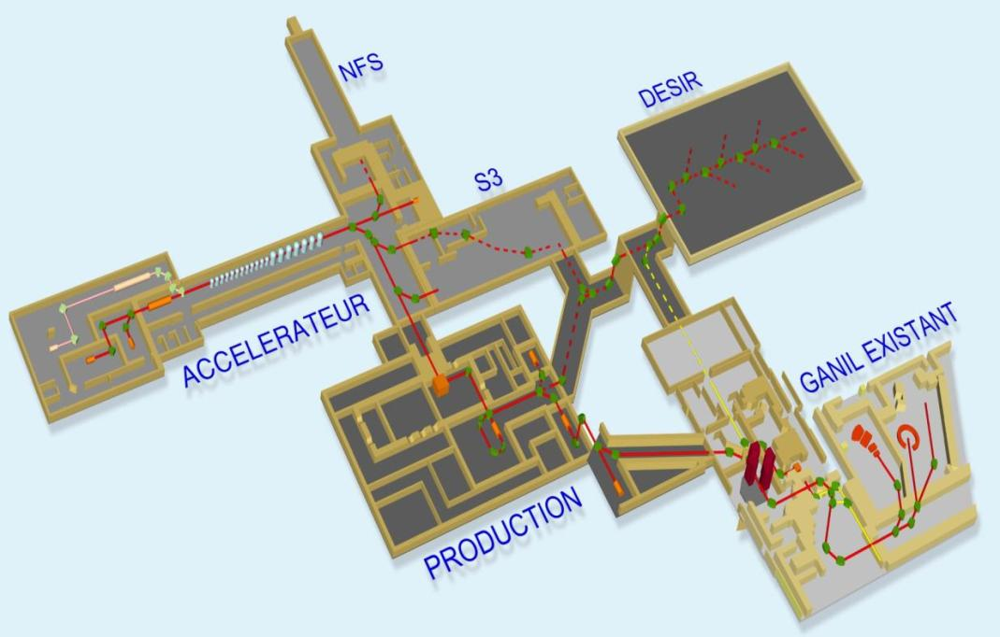 NFS
DESIR
S3
ACCELERATEUR
GANIL EXISTANT
PRODUCTION